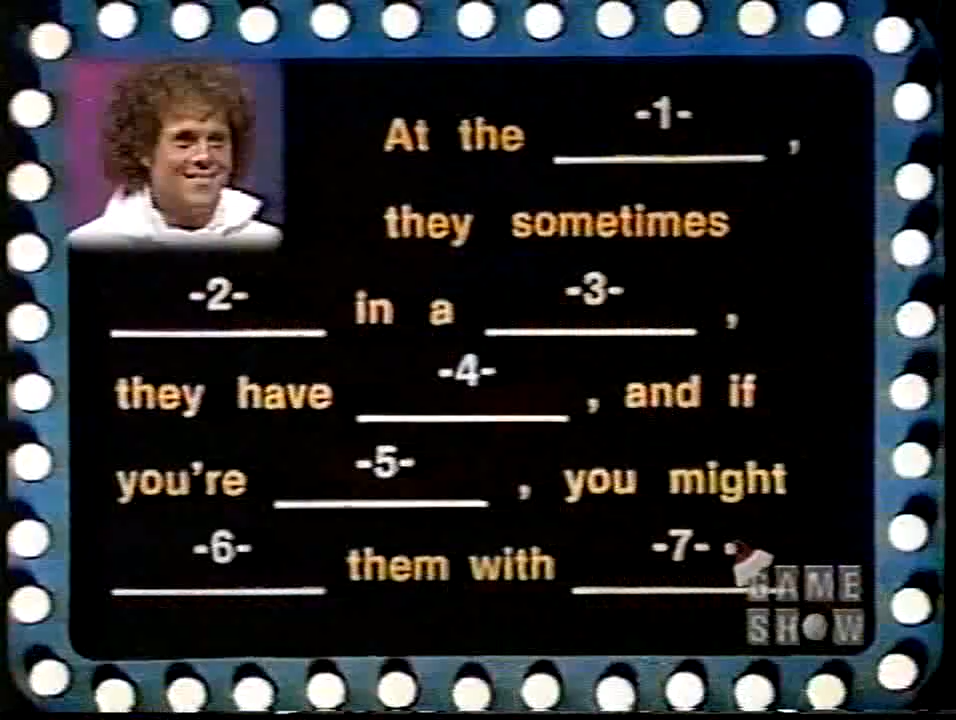 At the -1- ,
they sometimes
-2- in a -3- ,
they have -4- , and if
you're -5- , you might
-6- them with -7- .
GAME
SHOW